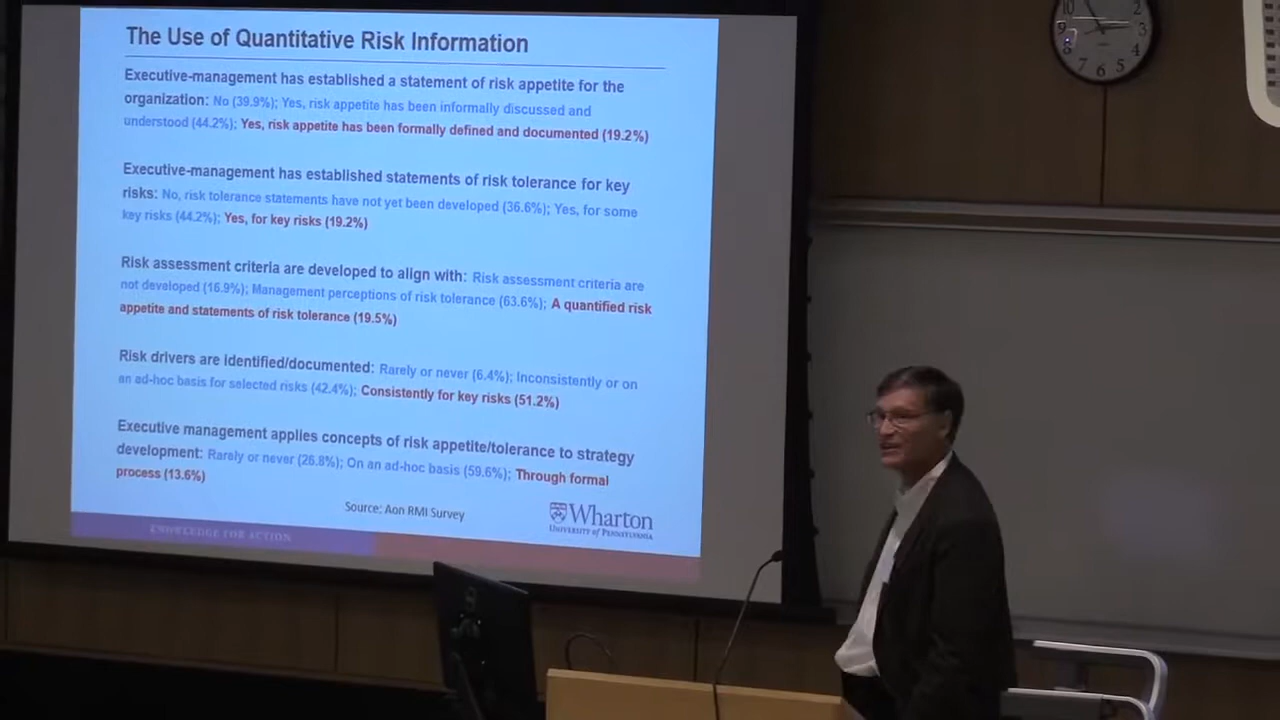 The Use of Quantitative Risk Information
Executive-management has established a statement of risk appetite for the
organization: No (39.9%); Yes, risk appetite has been informally discussed and
understood (44.2%); Yes, risk appetite has been formally defined and documented (19.2%)
Executive-management has established statements of risk tolerance for key
risks: No, risk tolerance statements have not yet been developed (36.6%); Yes, for some
key risks (44.2%); Yes, for key risks (19.2%)
Risk assessment criteria are developed to align with: Risk assessment criteria are
not developed (16.9%); Management perceptions of risk tolerance (63.6%); A quantified risk
appetite and statements of risk tolerance (19.5%)
Risk drivers are identified/documented: Rarely or never (6.4%); Inconsistently or on
an ad-hoc basis for selected risks (42.4%); Consistently for key risks (51.2%)
Executive management applies concepts of risk appetite/tolerance to strategy
development: Rarely or never (26.8%); On an ad-hoc basis (59.6%); Through formal
process (13.6%)
Source: Aon RMI Survey
Wharton
UNIVERSITY of PENNSYLVANIA
KNOWLEDGE FOR ACTION
10
2
9
3
8
4
7
6
5